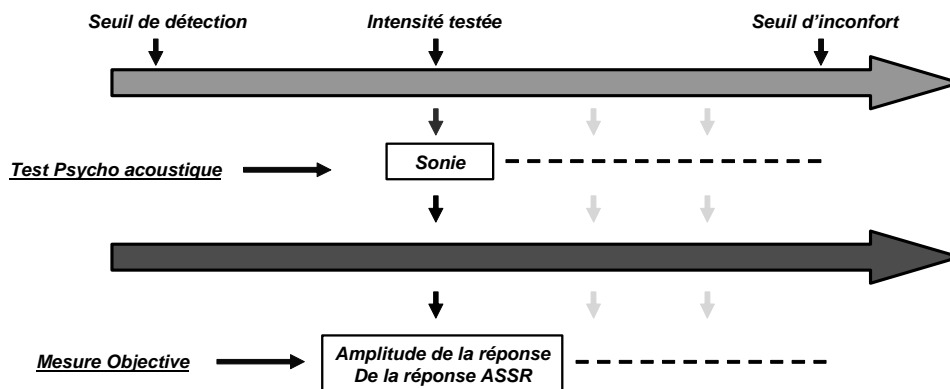 Seuil de détection
Intensité testée
Seuil d'inconfort
Test Psycho acoustique
Sonie
Mesure Objective
Amplitude de la réponse
De la réponse ASSR